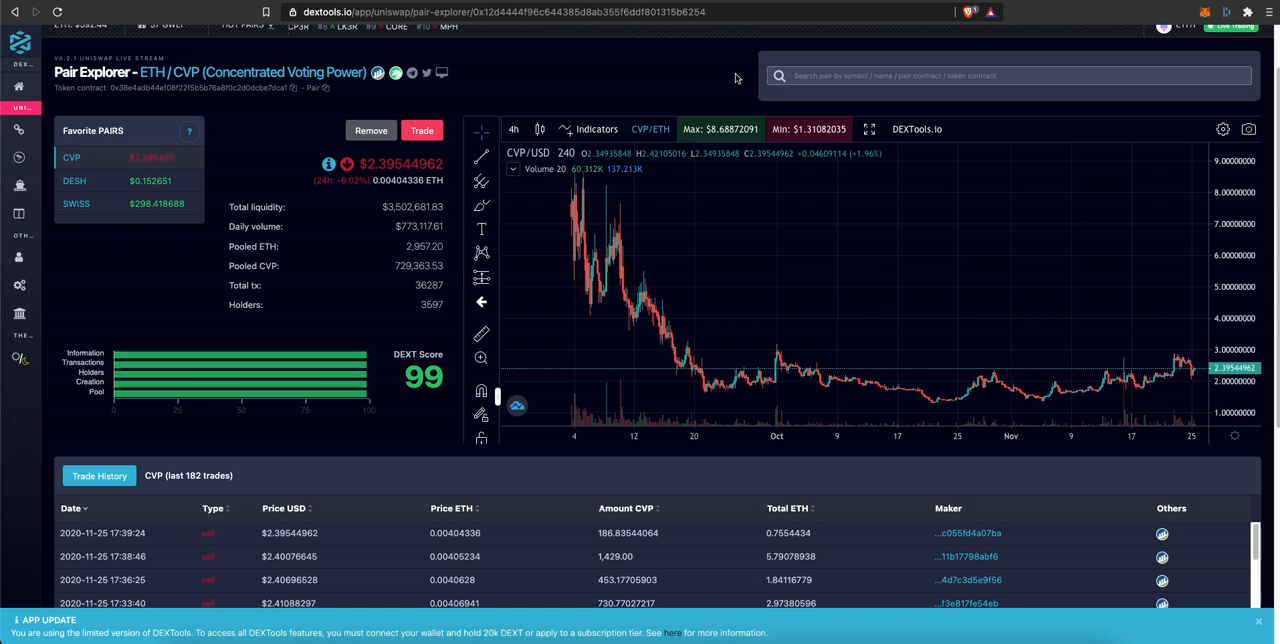 dextools.io/app/uniswap/pair-explorer/0x12d4444f96c644385d8ab355f6ddf801315b6254
V0.2.1 UNISWAP LIVE STREAM
Pair Explorer - ETH / CVP (Concentrated Voting Power)
Token contract: 0x38e4adb44ef08f22f5b5b76a8f0c2d0dcbe7dca1 - Pair
Search pair by symbol / name / pair contract / token contract
DEX...
UNI...
OTH...
THE...
Favorite PAIRS ?
CVP
DESH $0.152651
SWISS $298.418688
Remove Trade
$2.39544962
(24h: -6.02%) 0.00404336 ETH
Total liquidity: $3,502,681.83
Daily volume: $773,117.61
Pooled ETH: 2,957.20
Pooled CVP: 729,363.53
Total tx: 36287
Holders: 3597
Information
Transactions
Holders
Creation
Pool
0 25 50 75 100
DEXT Score
99
4h Indicators CVP/ETH Max: $8.68872091 Min: $1.31082035 DEXTools.io
CVP/USD · 240 O2.34935848 H2.42105016 L2.34935848 C2.39544962 +0.04609114 (+1.96%)
Volume 20 60.312K 137.213K
9.00000000
8.00000000
7.00000000
6.00000000
5.00000000
4.00000000
3.00000000
2.39544962
2.00000000
1.00000000
4 12 20 Oct 9 17 25 Nov 9 17 25
Trade History CVP (last 182 trades)
Date Type Price USD Price ETH Amount CVP Total ETH Maker Others
2020-11-25 17:39:24 sell $2.39544962 0.00404336 186.83544064 0.7554434 ...c055fd4a07ba
2020-11-25 17:38:46 sell $2.40076645 0.00405234 1,429.00 5.79078938 ...11b17798abf6
2020-11-25 17:36:25 sell $2.40696528 0.0040628 453.17705903 1.84116779 ...4d7c3d5e9f56
2020-11-25 17:33:40 sell $2.41088297 0.00406941 730.77027217 2.97380596 ...f3e817fe54eb
APP UPDATE
You are using the limited version of DEXTools. To access all DEXTools features, you must connect your wallet and hold 20k DEXT or apply to a subscription tier. See here for more information.